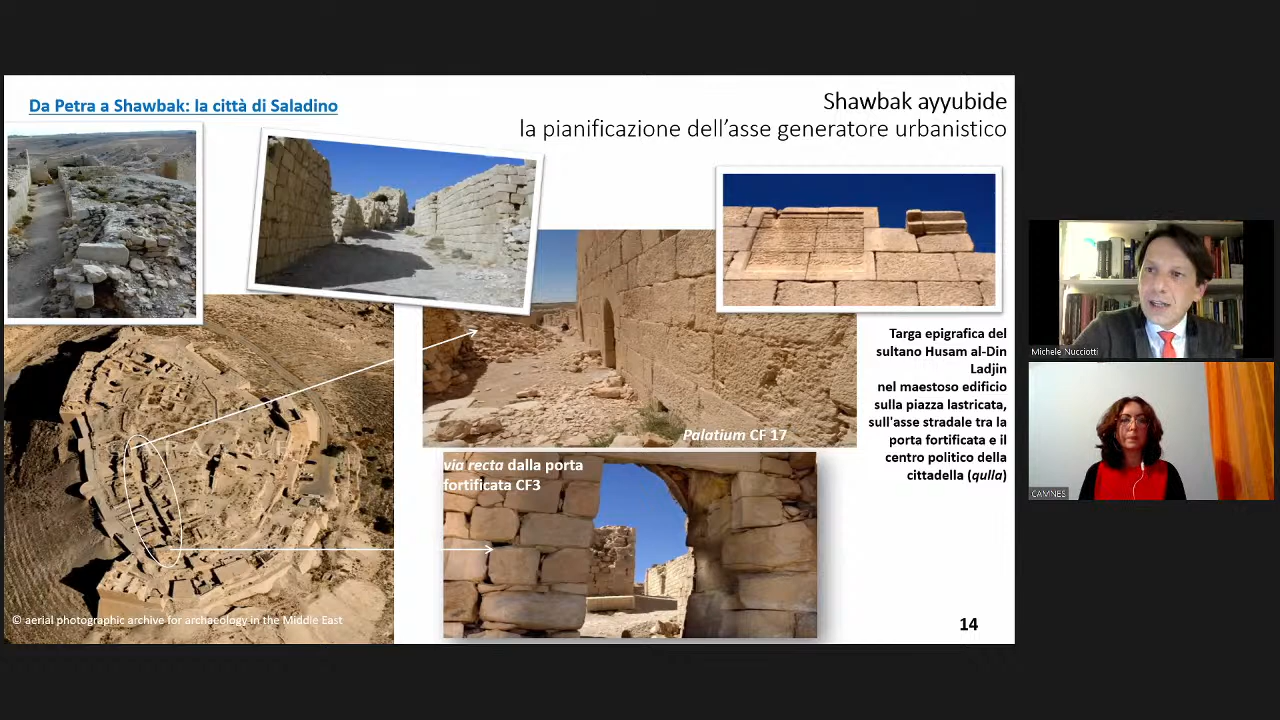 Da Petra a Shawbak: la città di Saladino
Shawbak ayyubide
la pianificazione dell’asse generatore urbanistico
Targa epigrafica del
sultano Husam al-Din
Ladjin
nel maestoso edificio
sulla piazza lastricata,
sull'asse stradale tra la
porta fortificata e il
centro politico della
cittadella (qulla)
Palatium CF 17
via recta dalla porta
fortificata CF3
© aerial photographic archive for archaeology in the Middle East
14
Michele Nucciotti
CAMNES